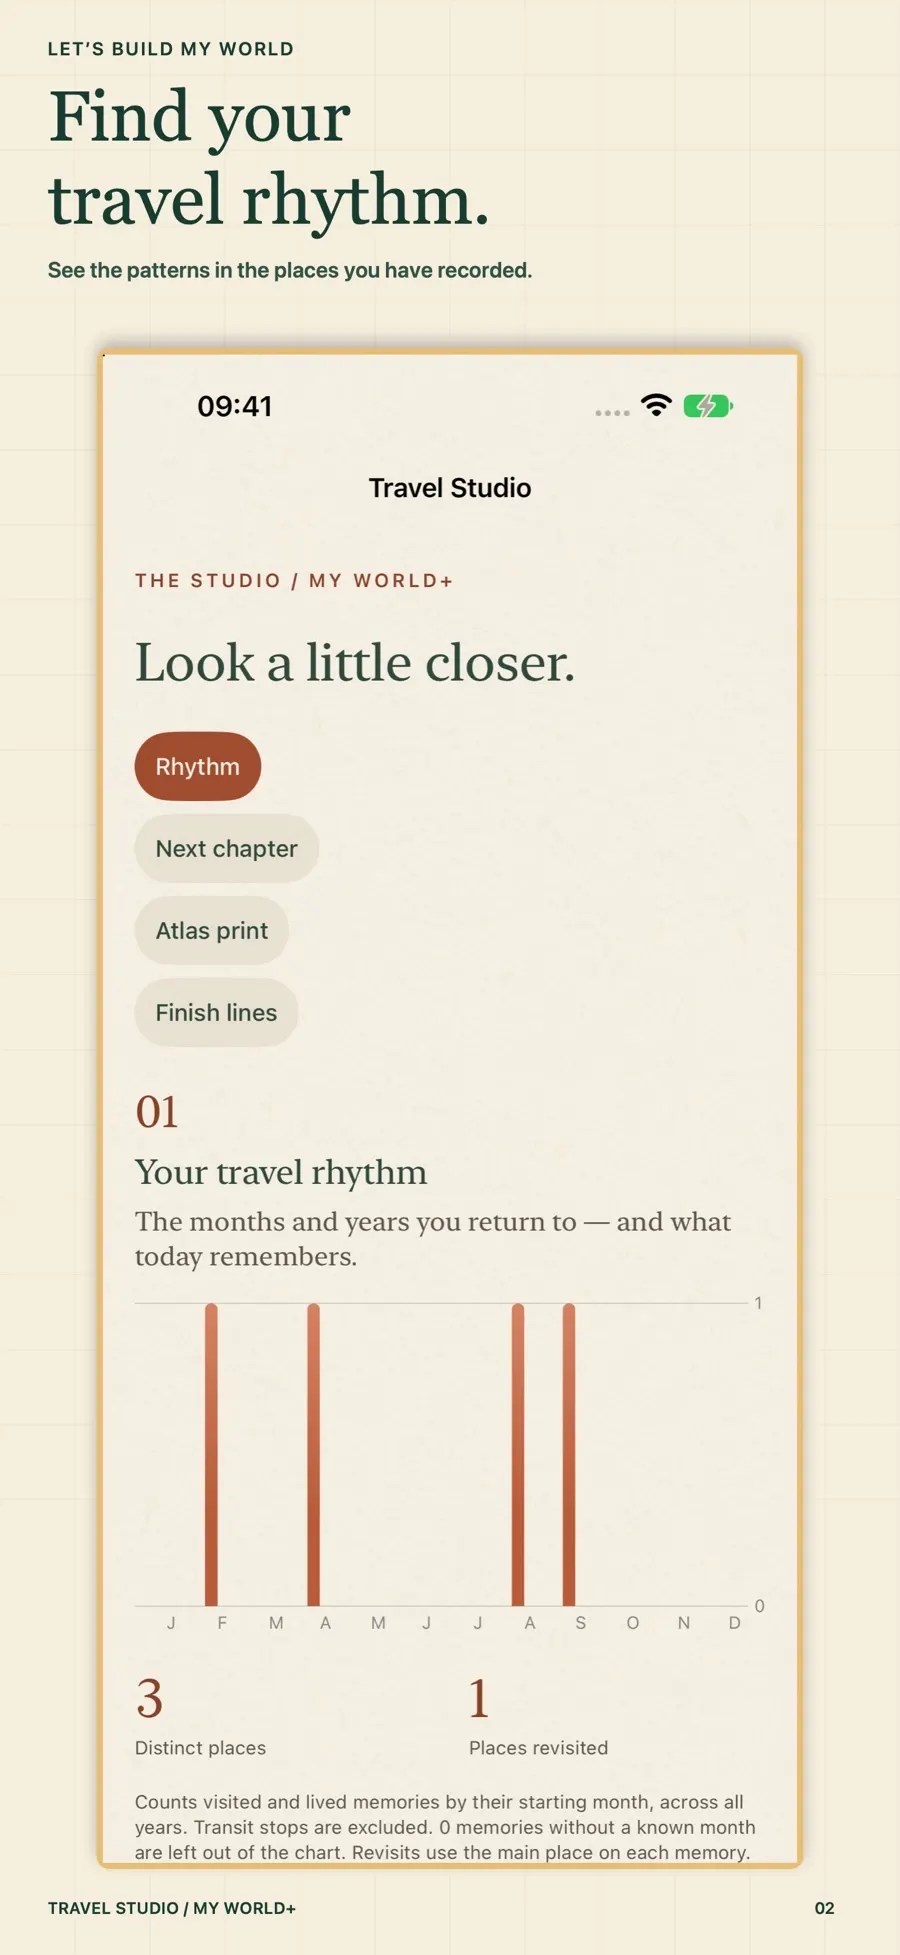 LET’S BUILD MY WORLD
Find your
travel rhythm.
See the patterns in the places you have recorded.
09:41
Travel Studio
THE STUDIO / MY WORLD+
Look a little closer.
Rhythm
Next chapter
Atlas print
Finish lines
01
Your travel rhythm
The months and years you return to — and what
today remembers.
1
0
J F M A M J J A S O N D
3 1
Distinct places Places revisited
Counts visited and lived memories by their starting month, across all
years. Transit stops are excluded. 0 memories without a known month
are left out of the chart. Revisits use the main place on each memory.
TRAVEL STUDIO / MY WORLD+ 02